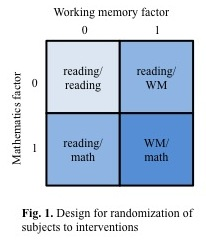 Working memory factor
0 1
Mathematics factor
0
reading/
reading
reading/
WM
1
reading/
math
WM/
math
Fig. 1. Design for randomization of
subjects to interventions